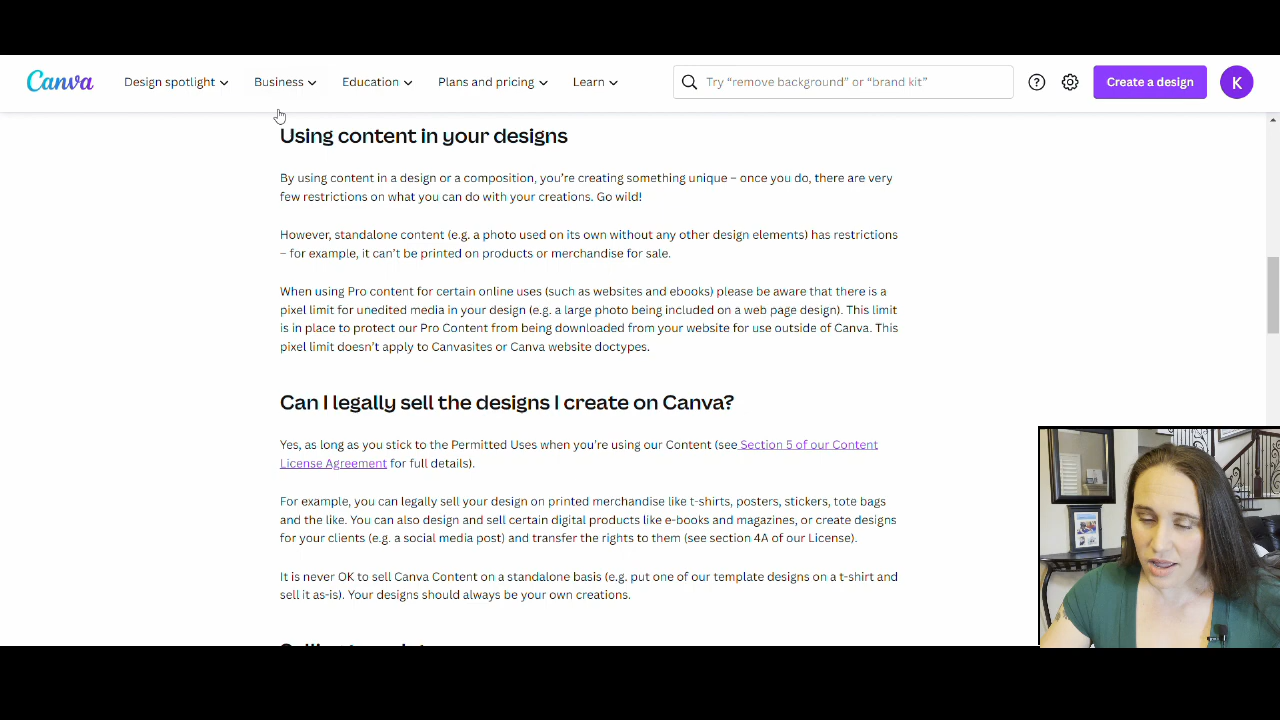 Canva
Design spotlight
Business
Education
Plans and pricing
Learn
Try “remove background” or “brand kit”
Create a design
K
Using content in your designs
By using content in a design or a composition, you’re creating something unique – once you do, there are very
few restrictions on what you can do with your creations. Go wild!
However, standalone content (e.g. a photo used on its own without any other design elements) has restrictions
– for example, it can’t be printed on products or merchandise for sale.
When using Pro content for certain online uses (such as websites and ebooks) please be aware that there is a
pixel limit for unedited media in your design (e.g. a large photo being included on a web page design). This limit
is in place to protect our Pro Content from being downloaded from your website for use outside of Canva. This
pixel limit doesn’t apply to Canvasites or Canva website doctypes.
Can I legally sell the designs I create on Canva?
Yes, as long as you stick to the Permitted Uses when you’re using our Content (see Section 5 of our Content
License Agreement for full details).
For example, you can legally sell your design on printed merchandise like t-shirts, posters, stickers, tote bags
and the like. You can also design and sell certain digital products like e-books and magazines, or create designs
for your clients (e.g. a social media post) and transfer the rights to them (see section 4A of our License).
It is never OK to sell Canva Content on a standalone basis (e.g. put one of our template designs on a t-shirt and
sell it as-is). Your designs should always be your own creations.